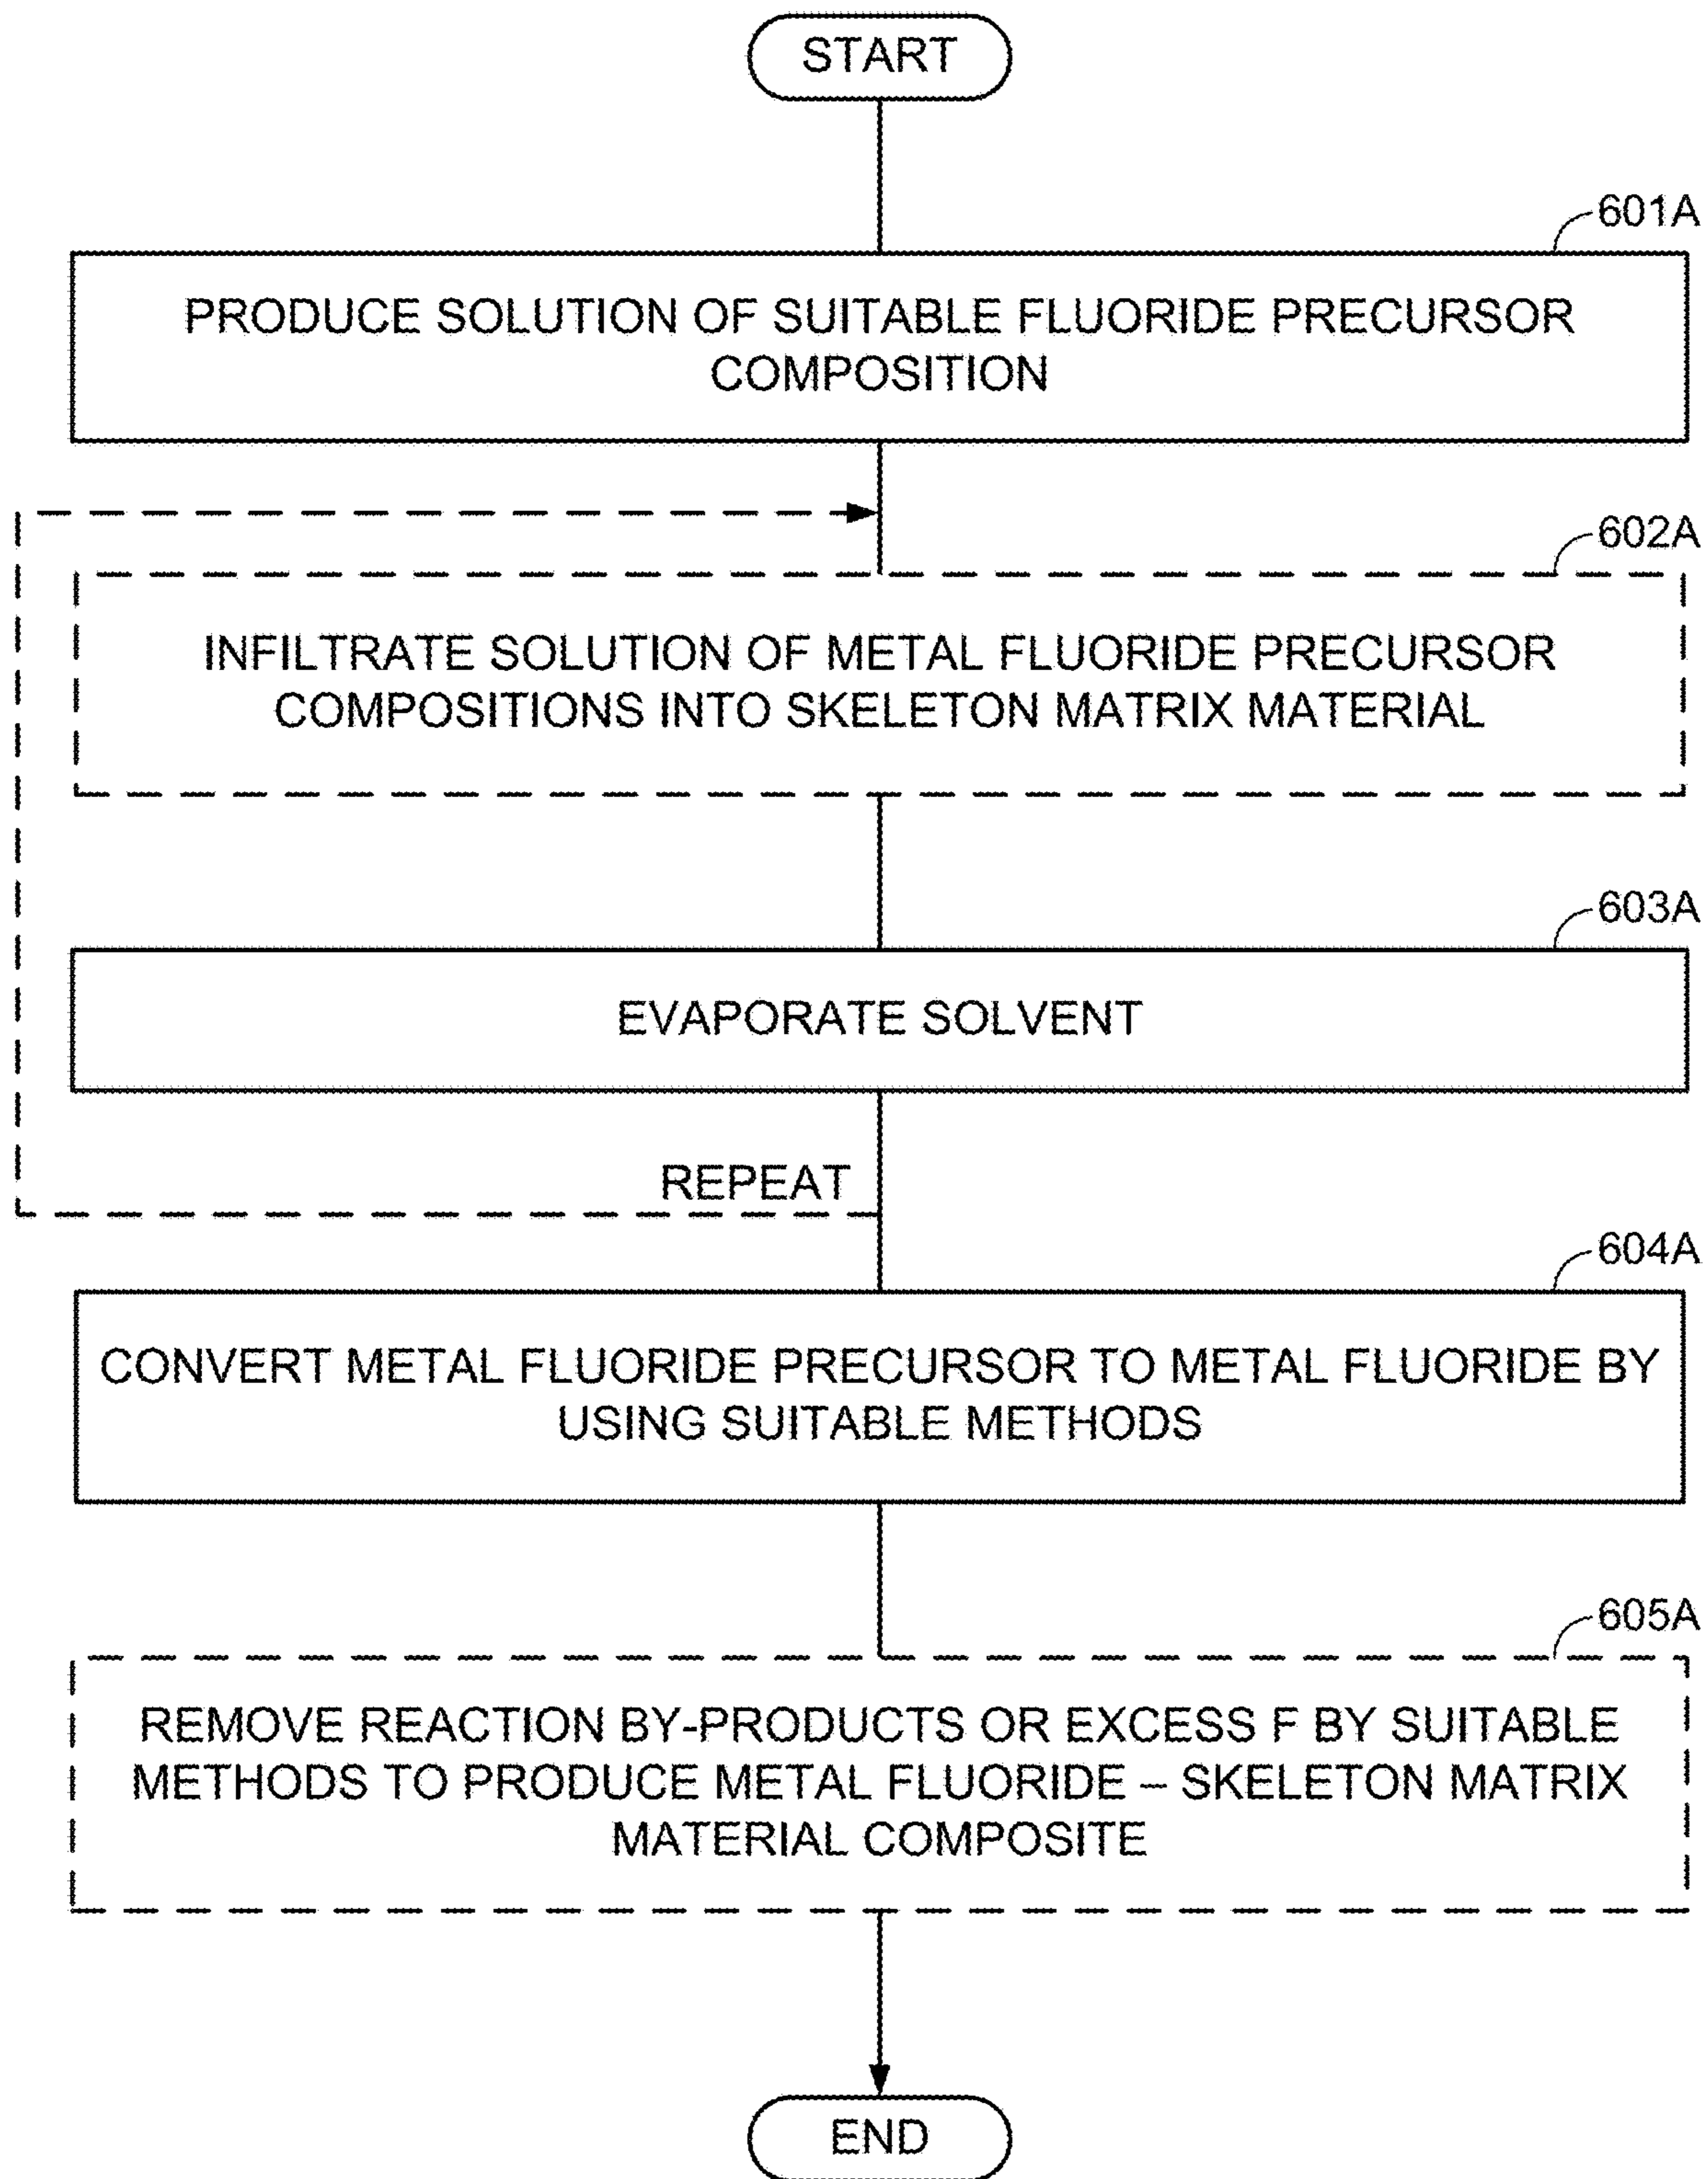 START
601A
PRODUCE SOLUTION OF SUITABLE FLUORIDE PRECURSOR
COMPOSITION
602A
INFILTRATE SOLUTION OF METAL FLUORIDE PRECURSOR
COMPOSITIONS INTO SKELETON MATRIX MATERIAL
603A
EVAPORATE SOLVENT
REPEAT
604A
CONVERT METAL FLUORIDE PRECURSOR TO METAL FLUORIDE BY
USING SUITABLE METHODS
605A
REMOVE REACTION BY-PRODUCTS OR EXCESS F BY SUITABLE
METHODS TO PRODUCE METAL FLUORIDE – SKELETON MATRIX
MATERIAL COMPOSITE
END